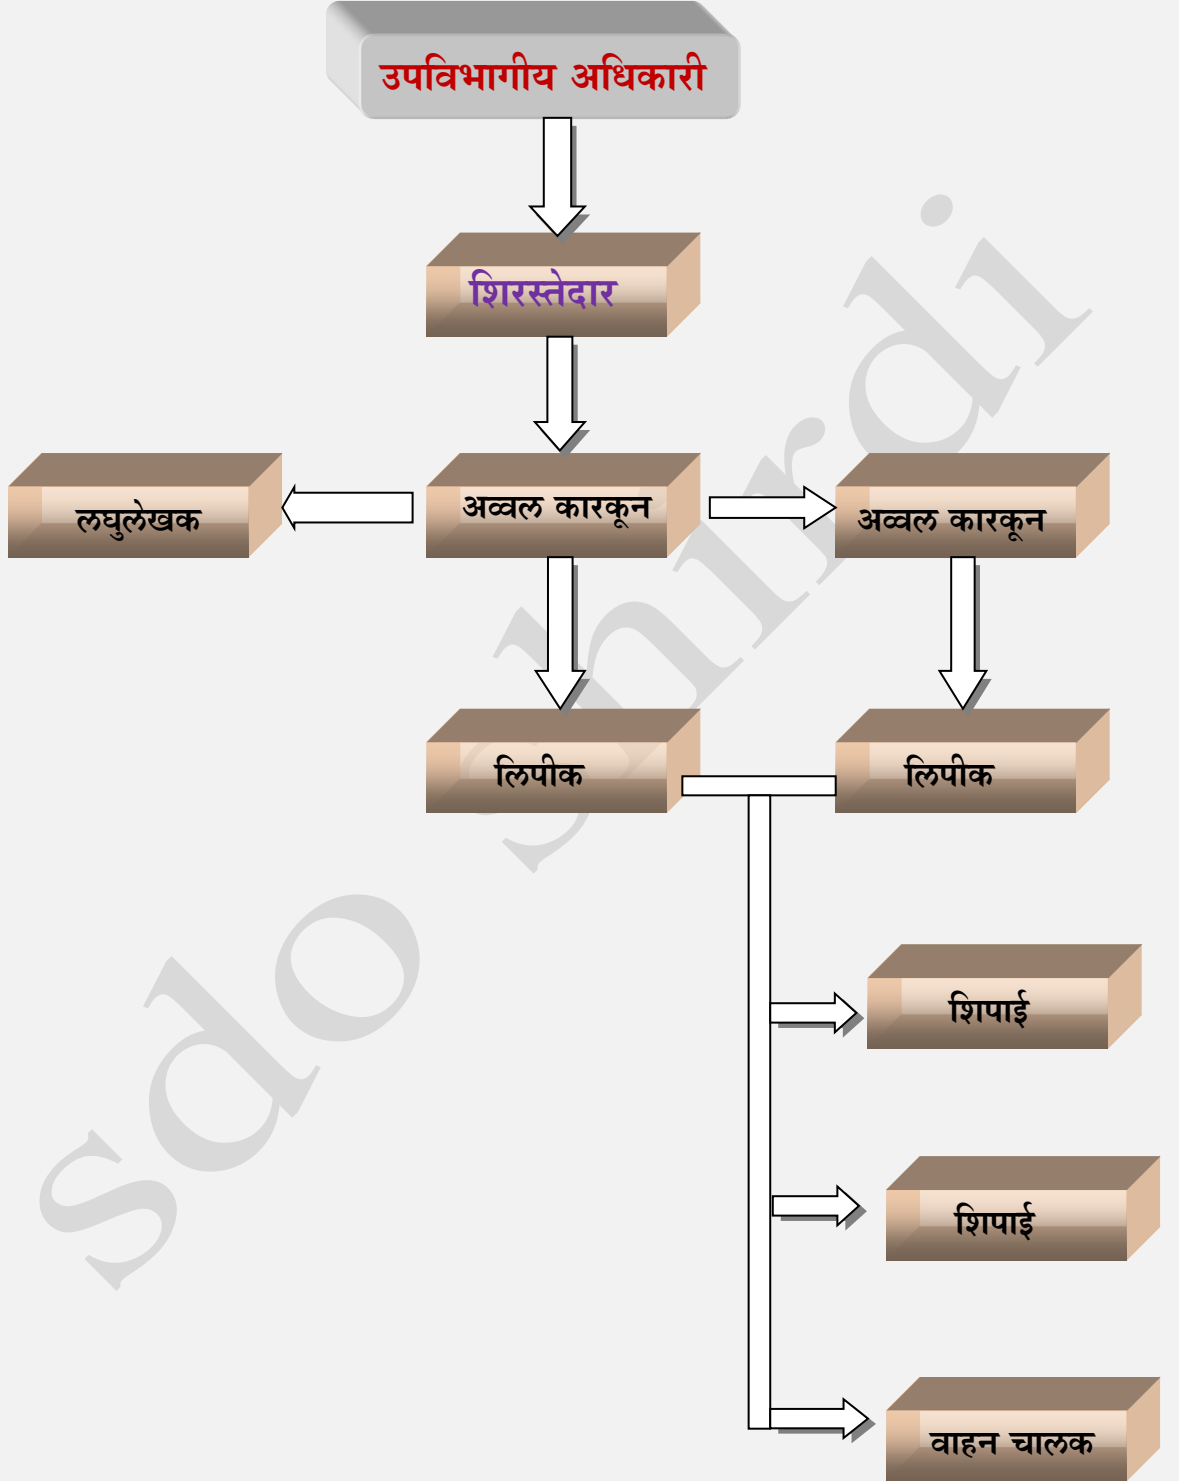 उपविभागीय अधिकारी
शिरस्तेदार
लघुलेखक
अव्वल कारकून
अव्वल कारकून
लिपीक
लिपीक
शिपाई
शिपाई
वाहन चालक
sdo shirdi